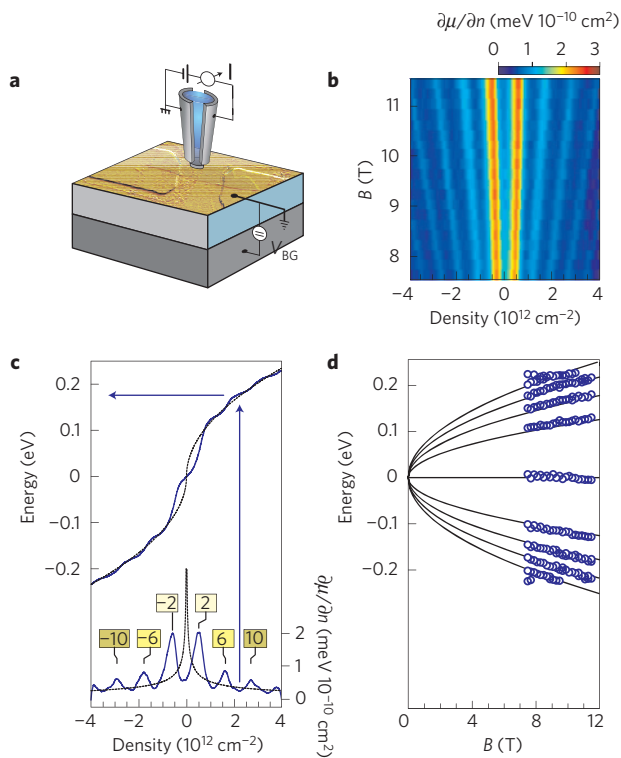 ∂μ/∂n (meV 10⁻¹⁰ cm²)
0 1 2 3
a
I
V_BG
b
11
10
9
8
B (T)
−4 −2 0 2 4
Density (10¹² cm⁻²)
c
0.2
0.1
0
−0.1
−0.2
Energy (eV)
−2 2
−10 −6 6 10
2
1
0
∂μ/∂n (meV 10⁻¹⁰ cm²)
−4 −2 0 2 4
Density (10¹² cm⁻²)
d
0.2
0.1
0
−0.1
−0.2
Energy (eV)
0 4 8 12
B (T)